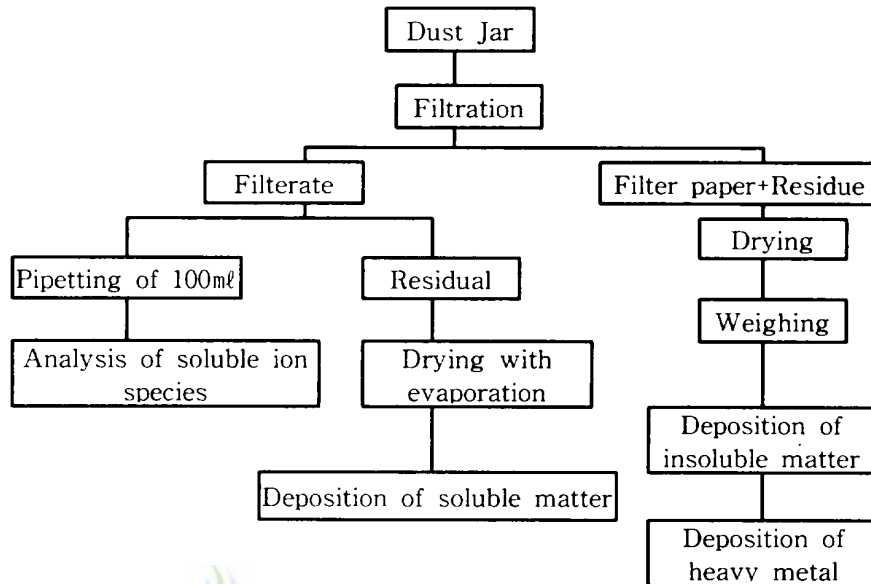 Dust Jar
Filtration
Filterate
Filter paper+Residue
Pipetting of 100mℓ
Residual
Drying
Weighing
Analysis of soluble ion
species
Drying with
evaporation
Deposition of
insoluble matter
Deposition of soluble matter
Deposition of
heavy metal